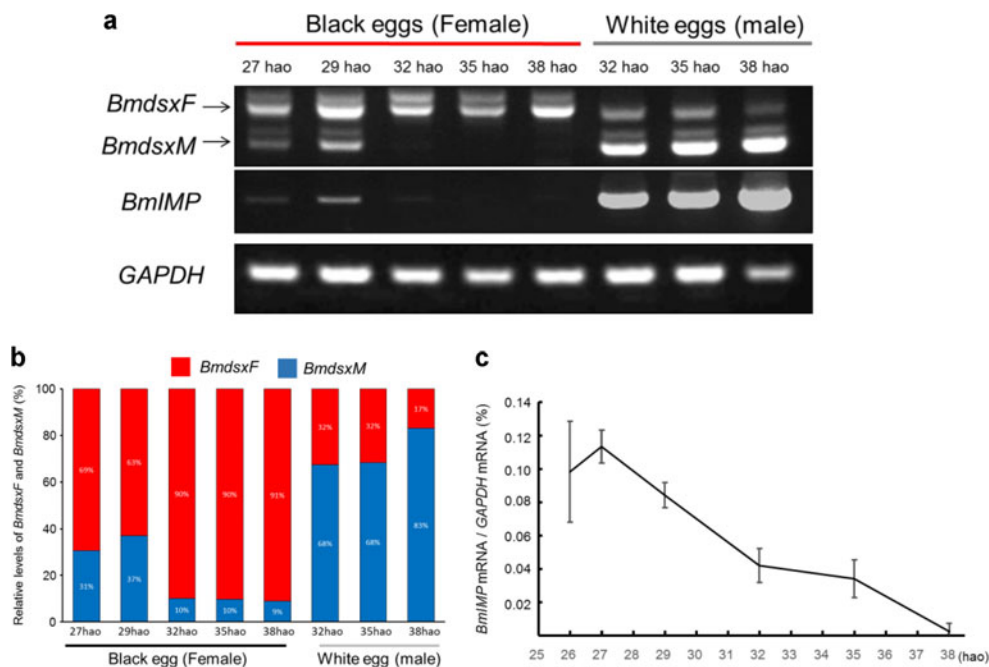 a
Black eggs (Female) White eggs (male)
27 hao 29 hao 32 hao 35 hao 38 hao 32 hao 35 hao 38 hao
BmdsxF
BmdsxM
BmIMP
GAPDH
b
BmdsxF BmdsxM
Relative levels of BmdsxF and BmdsxM (%)
100
80
60
40
20
0
69% 63% 90% 90% 91% 32% 32% 17%
31% 37% 10% 10% 9% 68% 68% 83%
27hao 29hao 32hao 35hao 38hao 32hao 35hao 38hao
Black egg (Female) White egg (male)
c
BmIMP mRNA / GAPDH mRNA (%)
0.14
0.12
0.10
0.08
0.06
0.04
0.02
25 26 27 28 29 30 31 32 33 34 35 36 37 38 (hao)